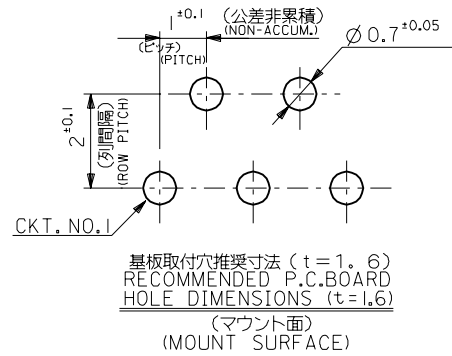 1±0.1 (公差非累積)
(NON-ACCUM.)
(ピッチ)
(PITCH)
Ø0.7±0.05
2±0.1
(列間隔)
(ROW PITCH)
CKT. NO.1
基板取付穴推奨寸法 (t=1. 6)
RECOMMENDED P.C.BOARD
HOLE DIMENSIONS (t=1.6)
(マウント面)
(MOUNT SURFACE)